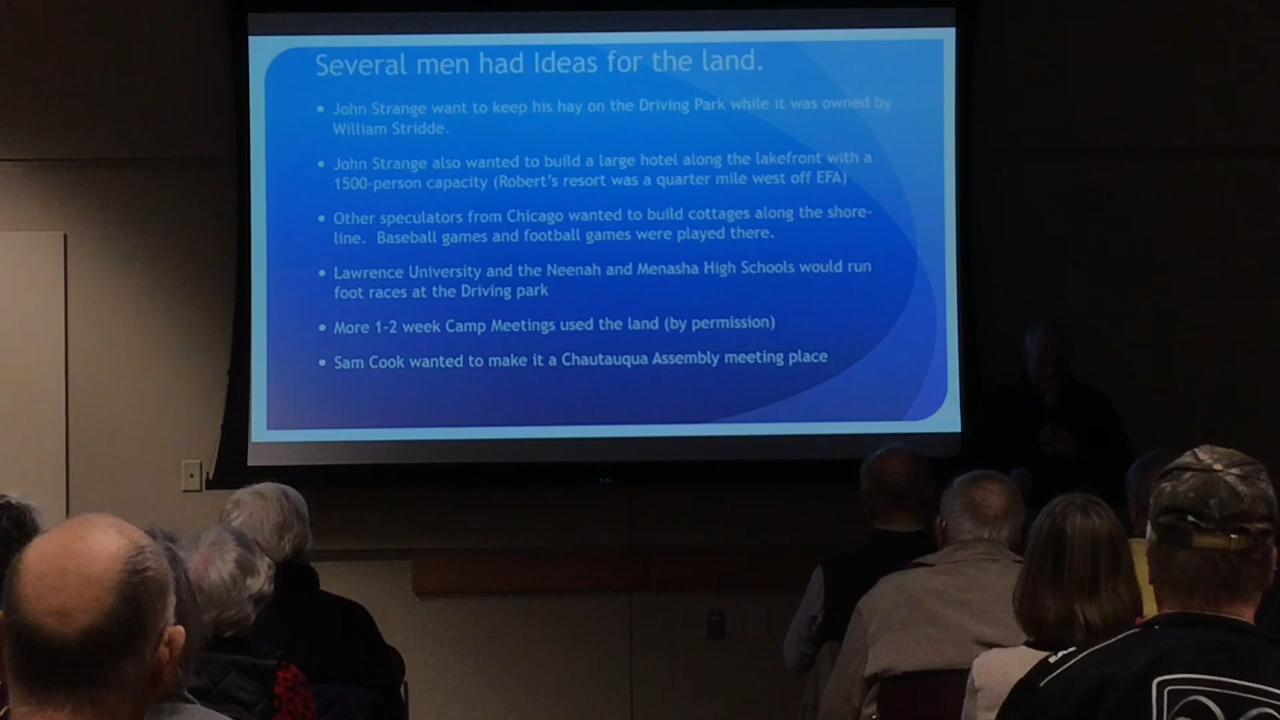 Several men had Ideas for the land.
• John Strange want to keep his hay on the Driving Park while it was owned by
William Stridde.
• John Strange also wanted to build a large hotel along the lakefront with a
1500-person capacity (Robert's resort was a quarter mile west off EFA)
• Other speculators from Chicago wanted to build cottages along the shore-
line.  Baseball games and football games were played there.
• Lawrence University and the Neenah and Menasha High Schools would run
foot races at the Driving park
• More 1-2 week Camp Meetings used the land (by permission)
• Sam Cook wanted to make it a Chautauqua Assembly meeting place